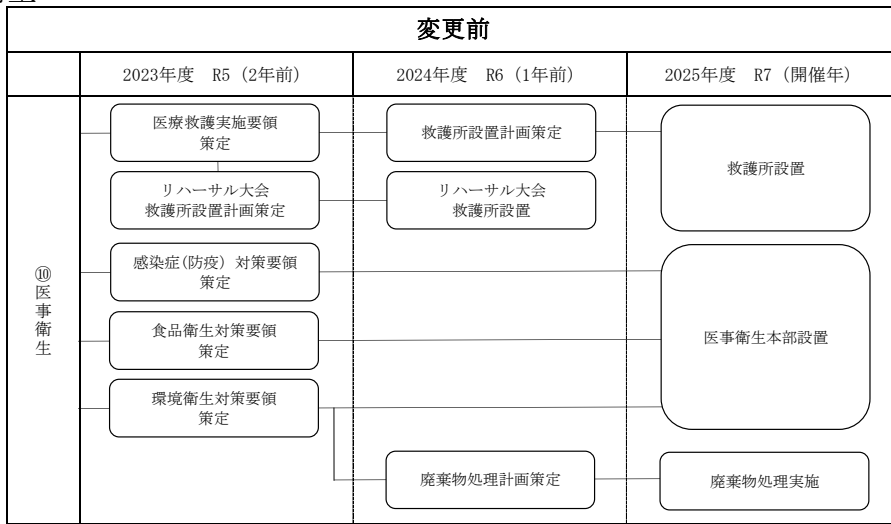 変更前
2023年度　R5（2年前）
2024年度　R6（1年前）
2025年度　R7（開催年）
⑩医事衛生
医療救護実施要領
策定
救護所設置計画策定
救護所設置
リハーサル大会
救護所設置計画策定
リハーサル大会
救護所設置
感染症(防疫) 対策要領
策定
食品衛生対策要領
策定
医事衛生本部設置
環境衛生対策要領
策定
廃棄物処理計画策定
廃棄物処理実施